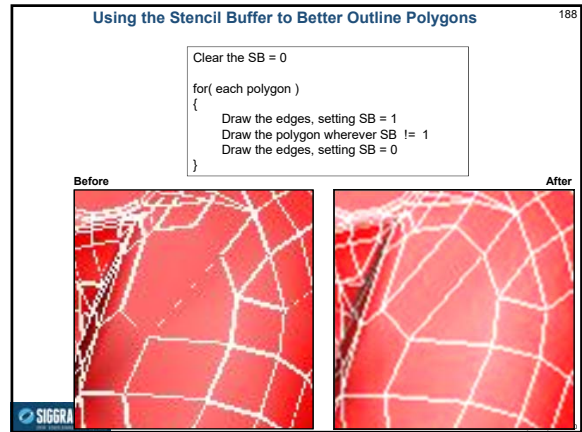 Using the Stencil Buffer to Better Outline Polygons
188
Clear the SB = 0
for( each polygon )
{
Draw the edges, setting SB = 1
Draw the polygon wherever SB != 1
Draw the edges, setting SB = 0
}
Before
After
SIGGRA